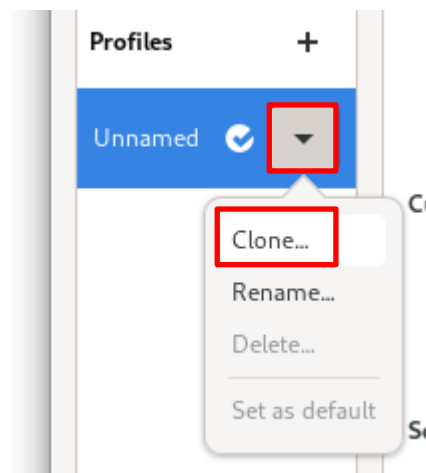 Profiles +
Unnamed
Clone...
Rename...
Delete...
Set as default